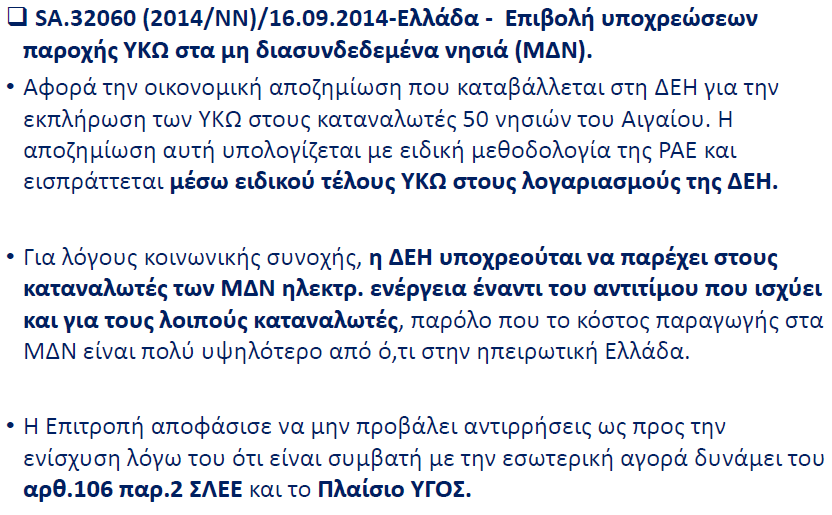 ❑ SA.32060 (2014/NN)/16.09.2014-Ελλάδα - Επιβολή υποχρεώσεων
παροχής ΥΚΩ στα μη διασυνδεδεμένα νησιά (ΜΔΝ).
• Αφορά την οικονομική αποζημίωση που καταβάλλεται στη ΔΕΗ για την
εκπλήρωση των ΥΚΩ στους καταναλωτές 50 νησιών του Αιγαίου. Η
αποζημίωση αυτή υπολογίζεται με ειδική μεθοδολογία της ΡΑΕ και
εισπράττεται μέσω ειδικού τέλους ΥΚΩ στους λογαριασμούς της ΔΕΗ.
• Για λόγους κοινωνικής συνοχής, η ΔΕΗ υποχρεούται να παρέχει στους
καταναλωτές των ΜΔΝ ηλεκτρ. ενέργεια έναντι του αντιτίμου που ισχύει
και για τους λοιπούς καταναλωτές, παρόλο που το κόστος παραγωγής στα
ΜΔΝ είναι πολύ υψηλότερο από ό,τι στην ηπειρωτική Ελλάδα.
• Η Επιτροπή αποφάσισε να μην προβάλει αντιρρήσεις ως προς την
ενίσχυση λόγω του ότι είναι συμβατή με την εσωτερική αγορά δυνάμει του
αρθ.106 παρ.2 ΣΛΕΕ και το Πλαίσιο ΥΓΟΣ.